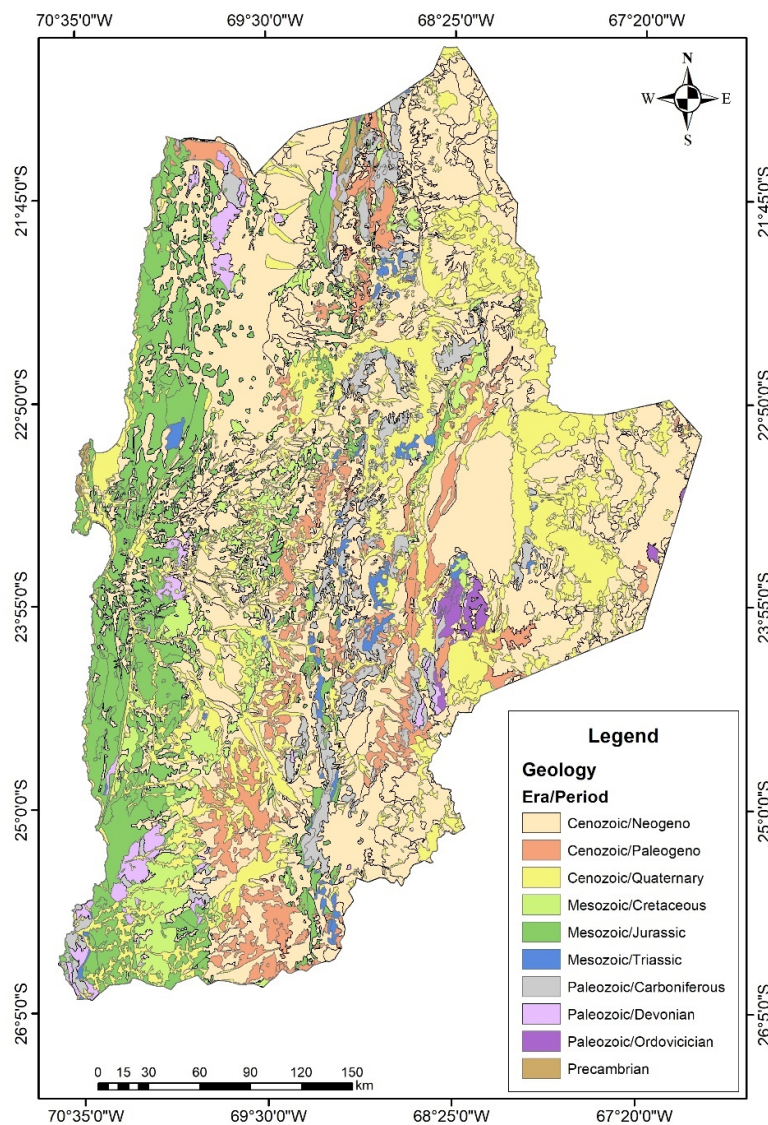 70°35'0"W 69°30'0"W 68°25'0"W 67°20'0"W
N
W E
S
21°45'0"S 21°45'0"S
22°50'0"S 22°50'0"S
23°55'0"S 23°55'0"S
25°0'0"S 25°0'0"S
26°5'0"S 26°5'0"S
Legend
Geology
Era/Period
Cenozoic/Neogeno
Cenozoic/Paleogeno
Cenozoic/Quaternary
Mesozoic/Cretaceous
Mesozoic/Jurassic
Mesozoic/Triassic
Paleozoic/Carboniferous
Paleozoic/Devonian
Paleozoic/Ordovicician
Precambrian
0 15 30 60 90 120 150
km
70°35'0"W 69°30'0"W 68°25'0"W 67°20'0"W